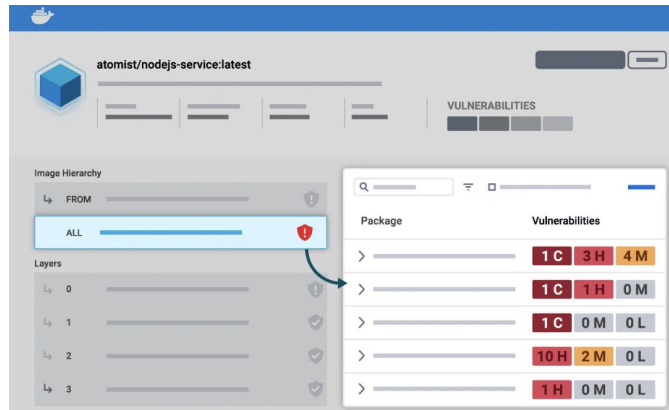 atomist/nodejs-service:latest
VULNERABILITIES
Image Hierarchy
FROM
ALL
Layers
0
1
2
3
Package Vulnerabilities
1 C 3 H 4 M
1 C 1 H 0 M
1 C 0 M 0 L
10 H 2 M 0 L
1 H 0 M 0 L